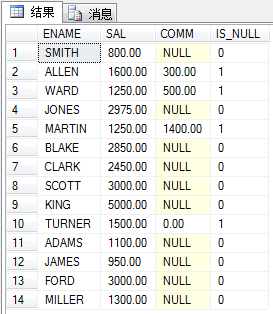 结果 消息
ENAME SAL COMM IS_NULL
1 SMITH 800.00 NULL 0
2 ALLEN 1600.00 300.00 1
3 WARD 1250.00 500.00 1
4 JONES 2975.00 NULL 0
5 MARTIN 1250.00 1400.00 1
6 BLAKE 2850.00 NULL 0
7 CLARK 2450.00 NULL 0
8 SCOTT 3000.00 NULL 0
9 KING 5000.00 NULL 0
10 TURNER 1500.00 0.00 1
11 ADAMS 1100.00 NULL 0
12 JAMES 950.00 NULL 0
13 FORD 3000.00 NULL 0
14 MILLER 1300.00 NULL 0